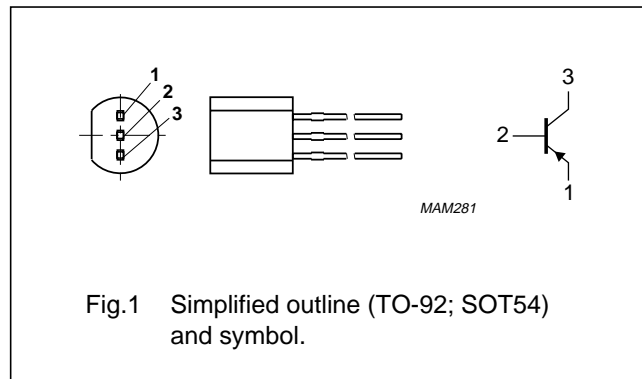 1
2
3
3
2
1
MAM281
Fig.1 Simplified outline (TO-92; SOT54)
and symbol.